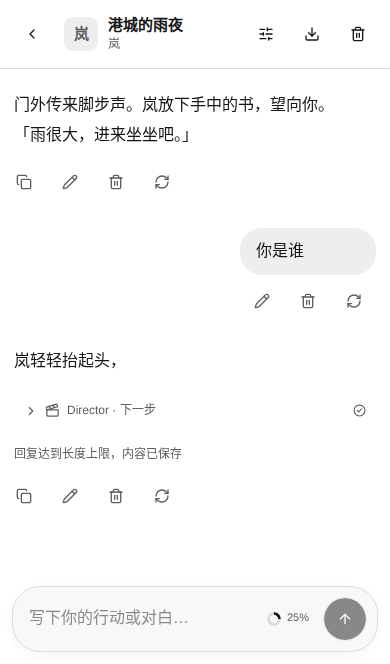 岚
港城的雨夜
岚
门外传来脚步声。岚放下手中的书，望向你。
「雨很大，进来坐坐吧。」
你是谁
岚轻轻抬起头，
Director · 下一步
回复达到长度上限，内容已保存
写下你的行动或对白…
25%